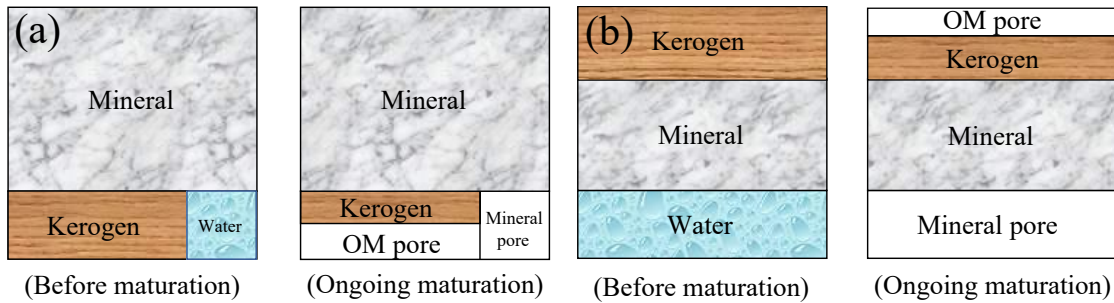 (a)
Mineral
Kerogen
Water
(Before maturation)
Mineral
Kerogen
OM pore
Mineral
pore
(Ongoing maturation)
(b)
Kerogen
Mineral
Water
(Before maturation)
OM pore
Kerogen
Mineral
Mineral pore
(Ongoing maturation)